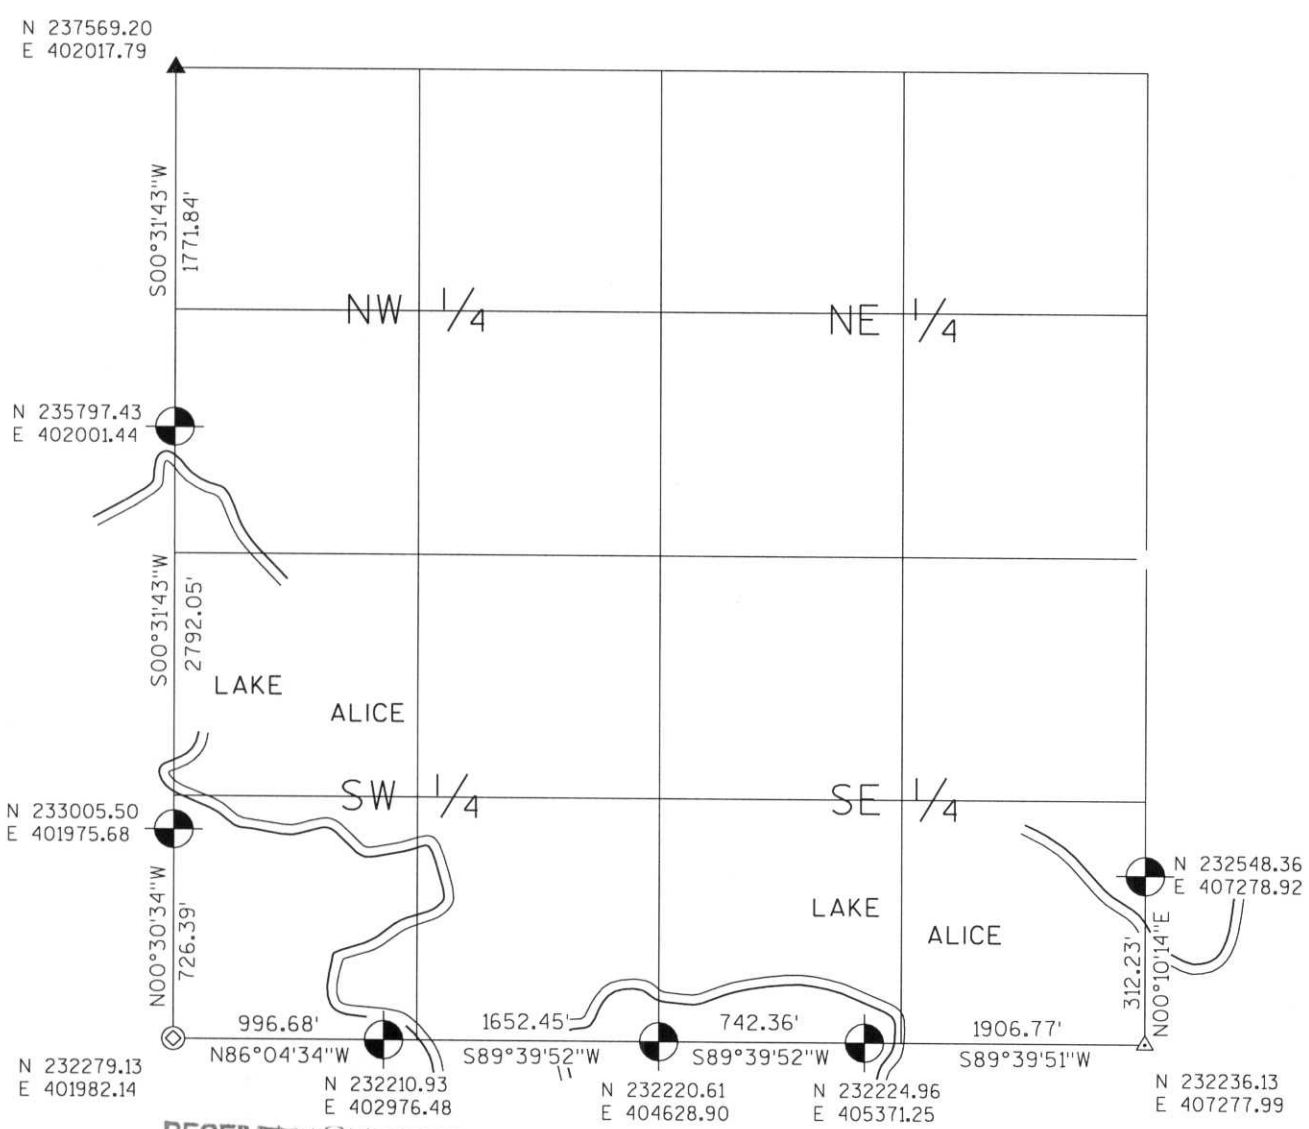 N 237569.20
E 402017.79
S00°31'43"W
1771.84'
NW 1/4
NE 1/4
N 235797.43
E 402001.44
S00°31'43"W
2792.05'
LAKE
ALICE
SW 1/4
SE 1/4
N 233005.50
E 401975.68
N 232548.36
E 407278.92
LAKE
ALICE
N00°30'34"W
726.39'
312.23'
N00°10'14"E
996.68'
1652.45'
742.36'
1906.77'
N86°04'34"W
S89°39'52"W
S89°39'52"W
S89°39'51"W
N 232279.13
E 401982.14
N 232210.93
E 402976.48
N 232220.61
E 404628.90
N 232224.96
E 405371.25
N 232236.13
E 407277.99